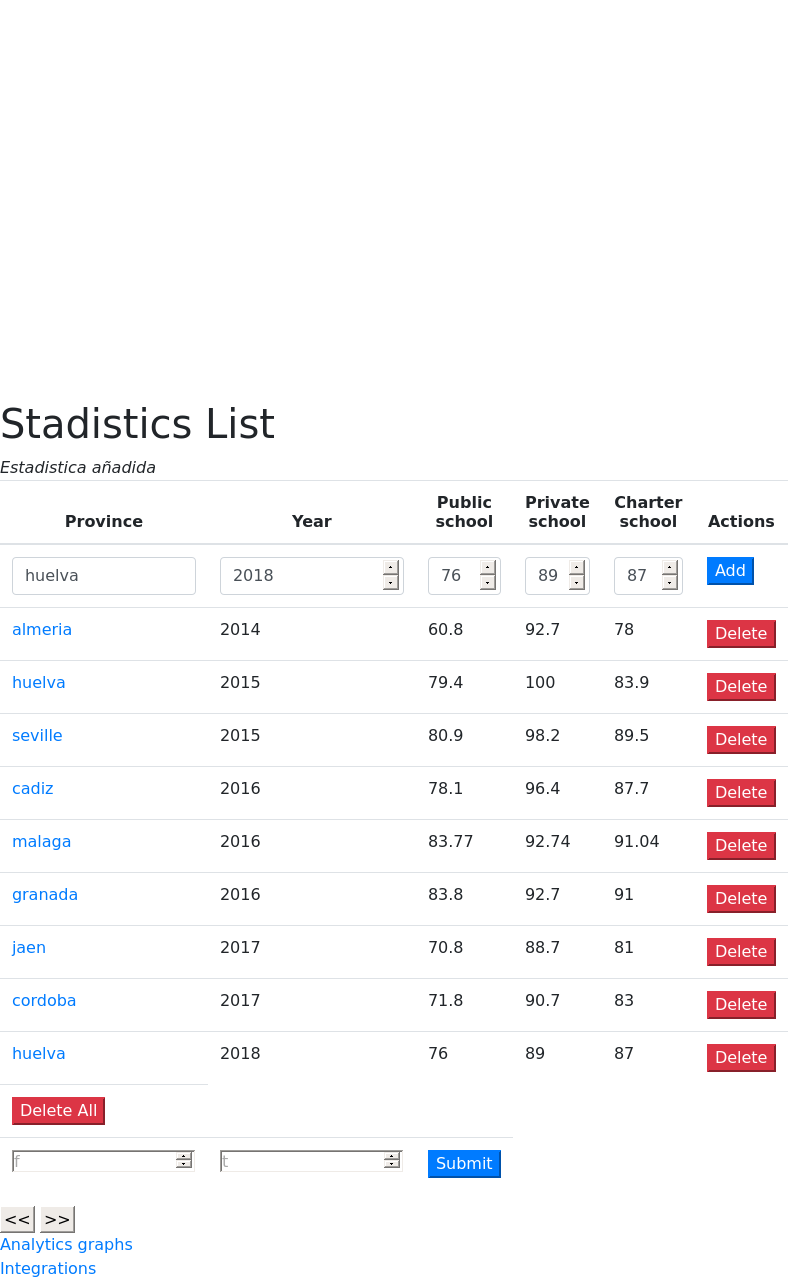 Stadistics List
Estadistica añadida
Province Year Public school Private school Charter school Actions
huelva 2018 76 89 87 Add
almeria 2014 60.8 92.7 78 Delete
huelva 2015 79.4 100 83.9 Delete
seville 2015 80.9 98.2 89.5 Delete
cadiz 2016 78.1 96.4 87.7 Delete
malaga 2016 83.77 92.74 91.04 Delete
granada 2016 83.8 92.7 91 Delete
jaen 2017 70.8 88.7 81 Delete
cordoba 2017 71.8 90.7 83 Delete
huelva 2018 76 89 87 Delete
Delete All
f t Submit
<< >>
Analytics graphs
Integrations